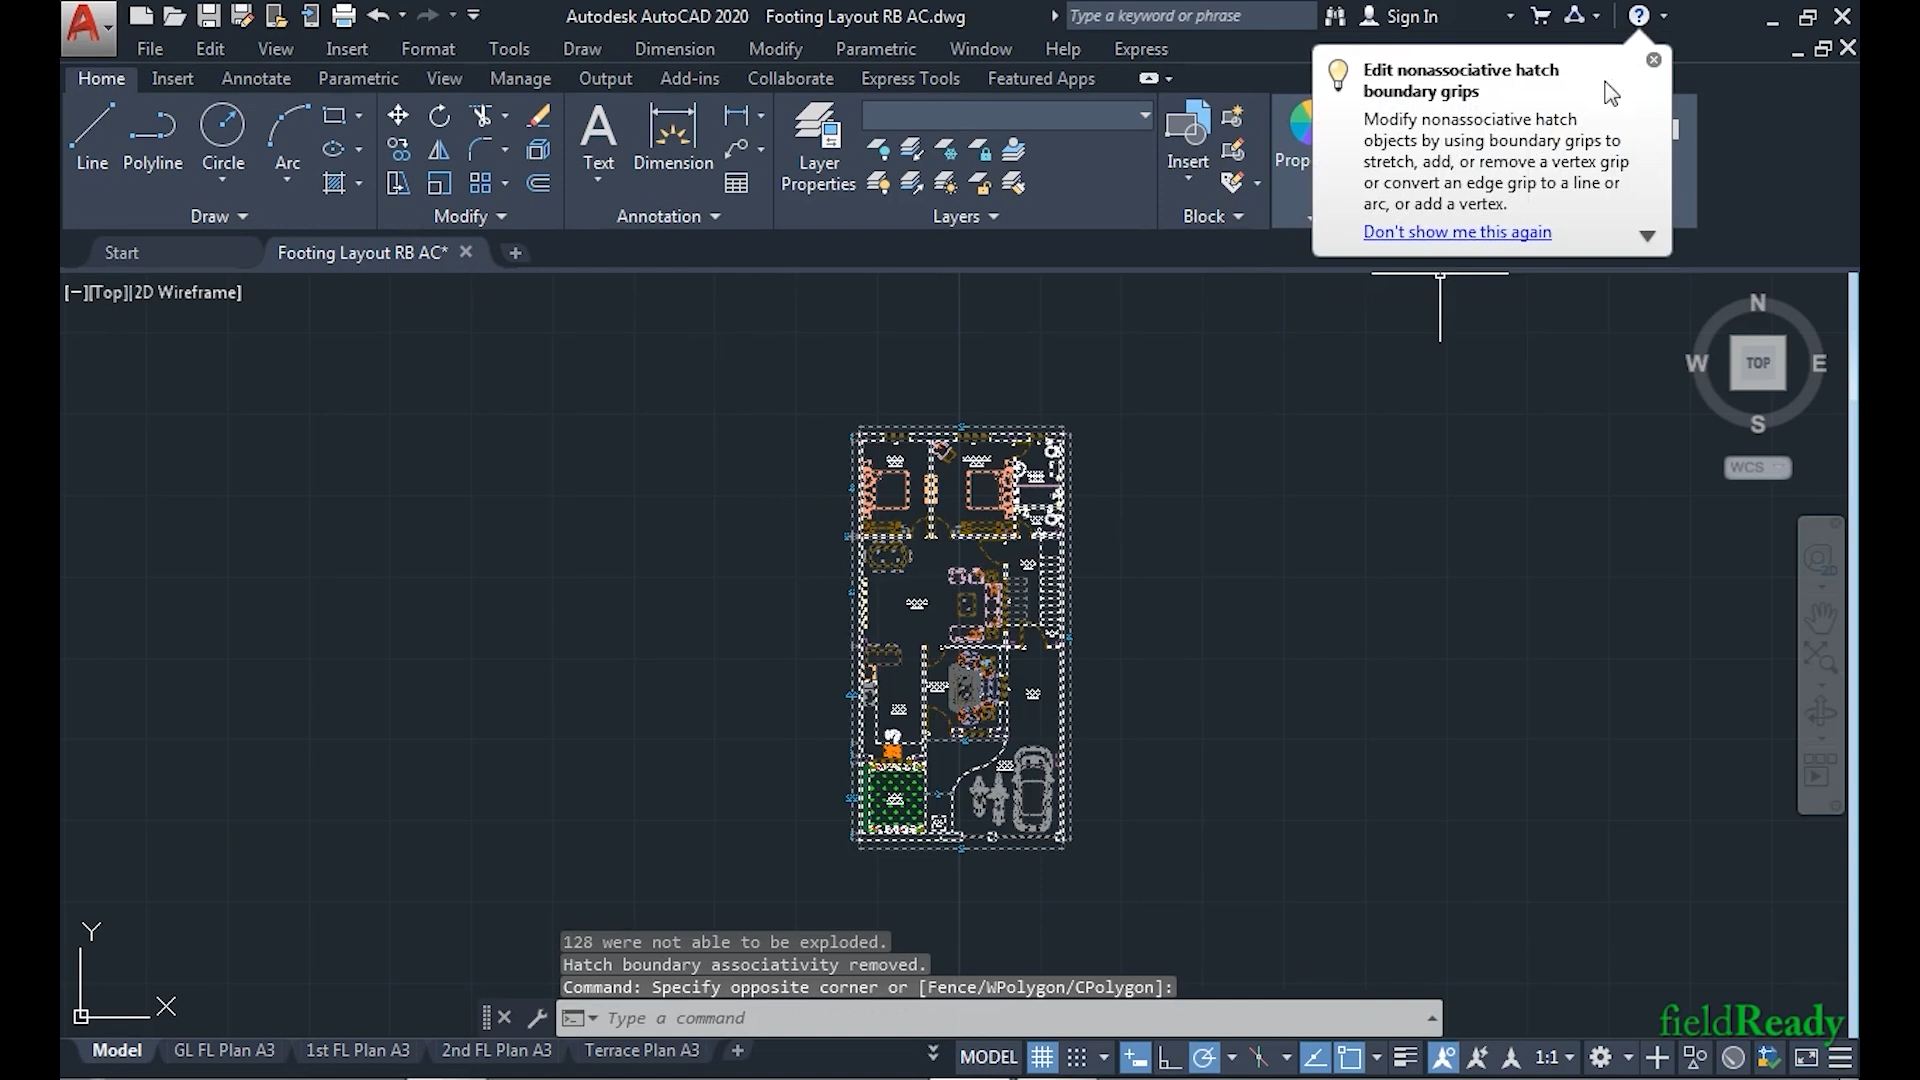 Autodesk AutoCAD 2020 Footing Layout RB AC.dwg
Type a keyword or phrase
Sign In
File Edit View Insert Format Tools Draw Dimension Modify Parametric Window Help Express
Home Insert Annotate Parametric View Manage Output Add-ins Collaborate Express Tools Featured Apps
Line Polyline Circle Arc
Text Dimension
Layer
Properties
Insert
Prop
Draw Modify Annotation Layers Block
Edit nonassociative hatch
boundary grips
Modify nonassociative hatch
objects by using boundary grips to
stretch, add, or remove a vertex grip
or convert an edge grip to a line or
arc, or add a vertex.
Don't show me this again
Start Footing Layout RB AC*
[−][Top][2D Wireframe]
N
W TOP E
S
WCS
2D
Y
X
128 were not able to be exploded.
Hatch boundary associativity removed.
Command: Specify opposite corner or [Fence/WPolygon/CPolygon]:
Type a command
fieldReady
Model GL FL Plan A3 1st FL Plan A3 2nd FL Plan A3 Terrace Plan A3
MODEL 1:1